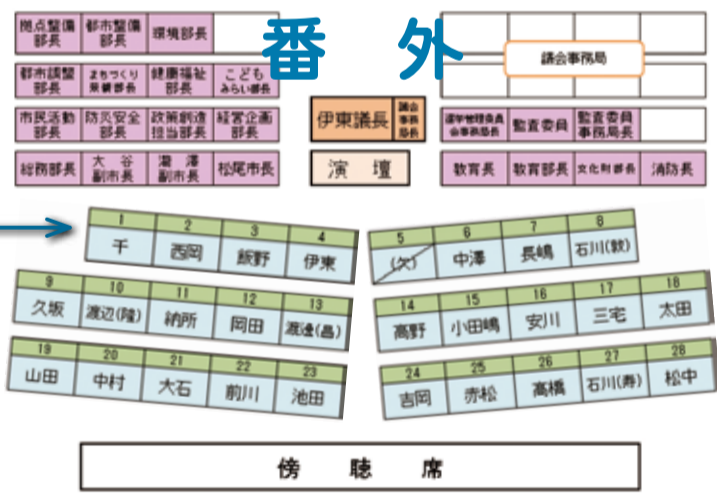 番 外
拠点整備部長 都市整備部長 環境部長
議会事務局
都市調整部長 まちづくり景観部長 健康福祉部長 こどもみらい部長
市民活動部長 防災安全部長 政策創造担当部長 経営企画部長
伊東議長 議会事務局長
選挙管理委員会事務局長 監査委員 監査委員事務局長
総務部長 大谷副市長 瀧澤副市長 松尾市長
演 壇
教育長 教育部長 文化財部長 消防長
1 2 3 4
千 西岡 飯野 伊東
5 6 7 8
(欠) 中澤 長嶋 石川(敦)
9 10 11 12 13
久坂 渡辺(隆) 納所 岡田 渡邊(昌)
14 15 16 17 18
高野 小田嶋 安川 三宅 太田
19 20 21 22 23
山田 中村 大石 前川 池田
24 25 26 27 28
吉岡 赤松 高橋 石川(寿) 松中
傍 聴 席